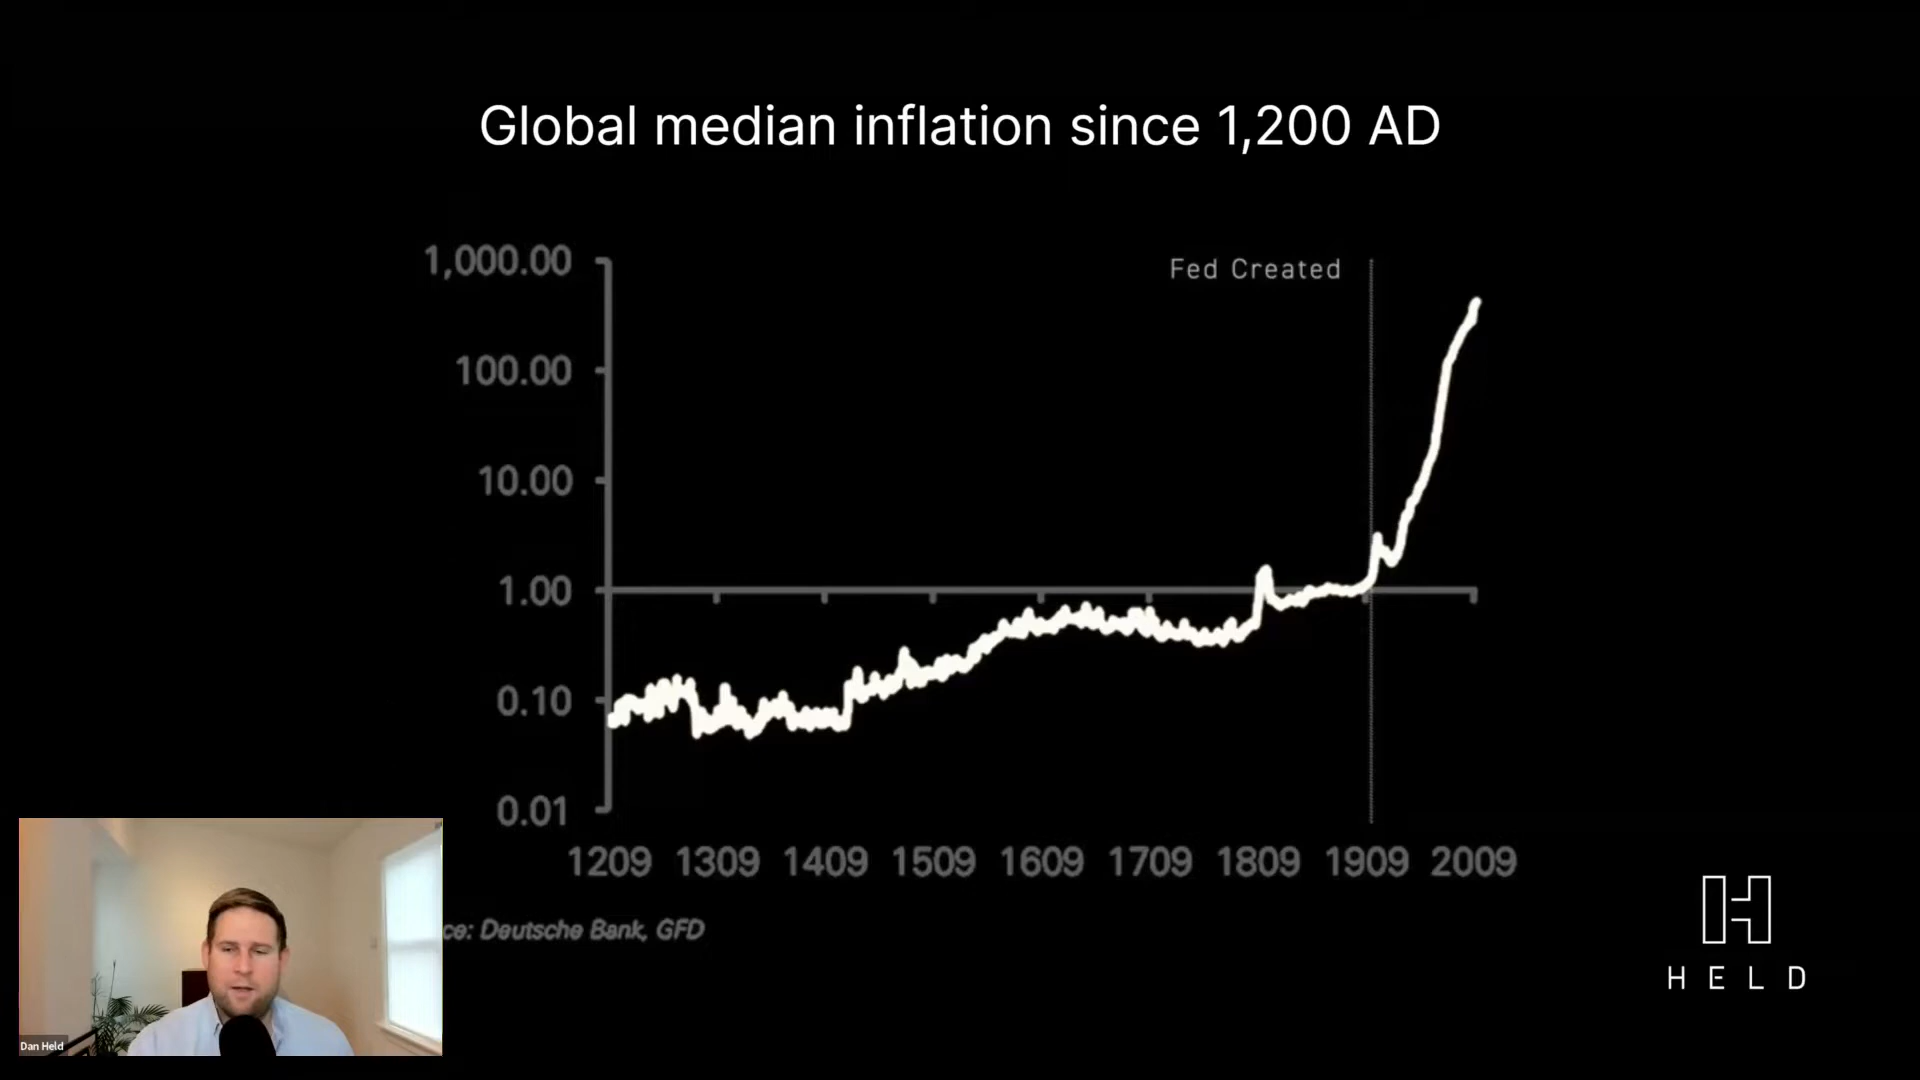 Global median inflation since 1,200 AD
1,000.00
Fed Created
100.00
10.00
1.00
0.10
0.01
1209 1309 1409 1509 1609 1709 1809 1909 2009
ce: Deutsche Bank, GFD
HELD
Dan Held